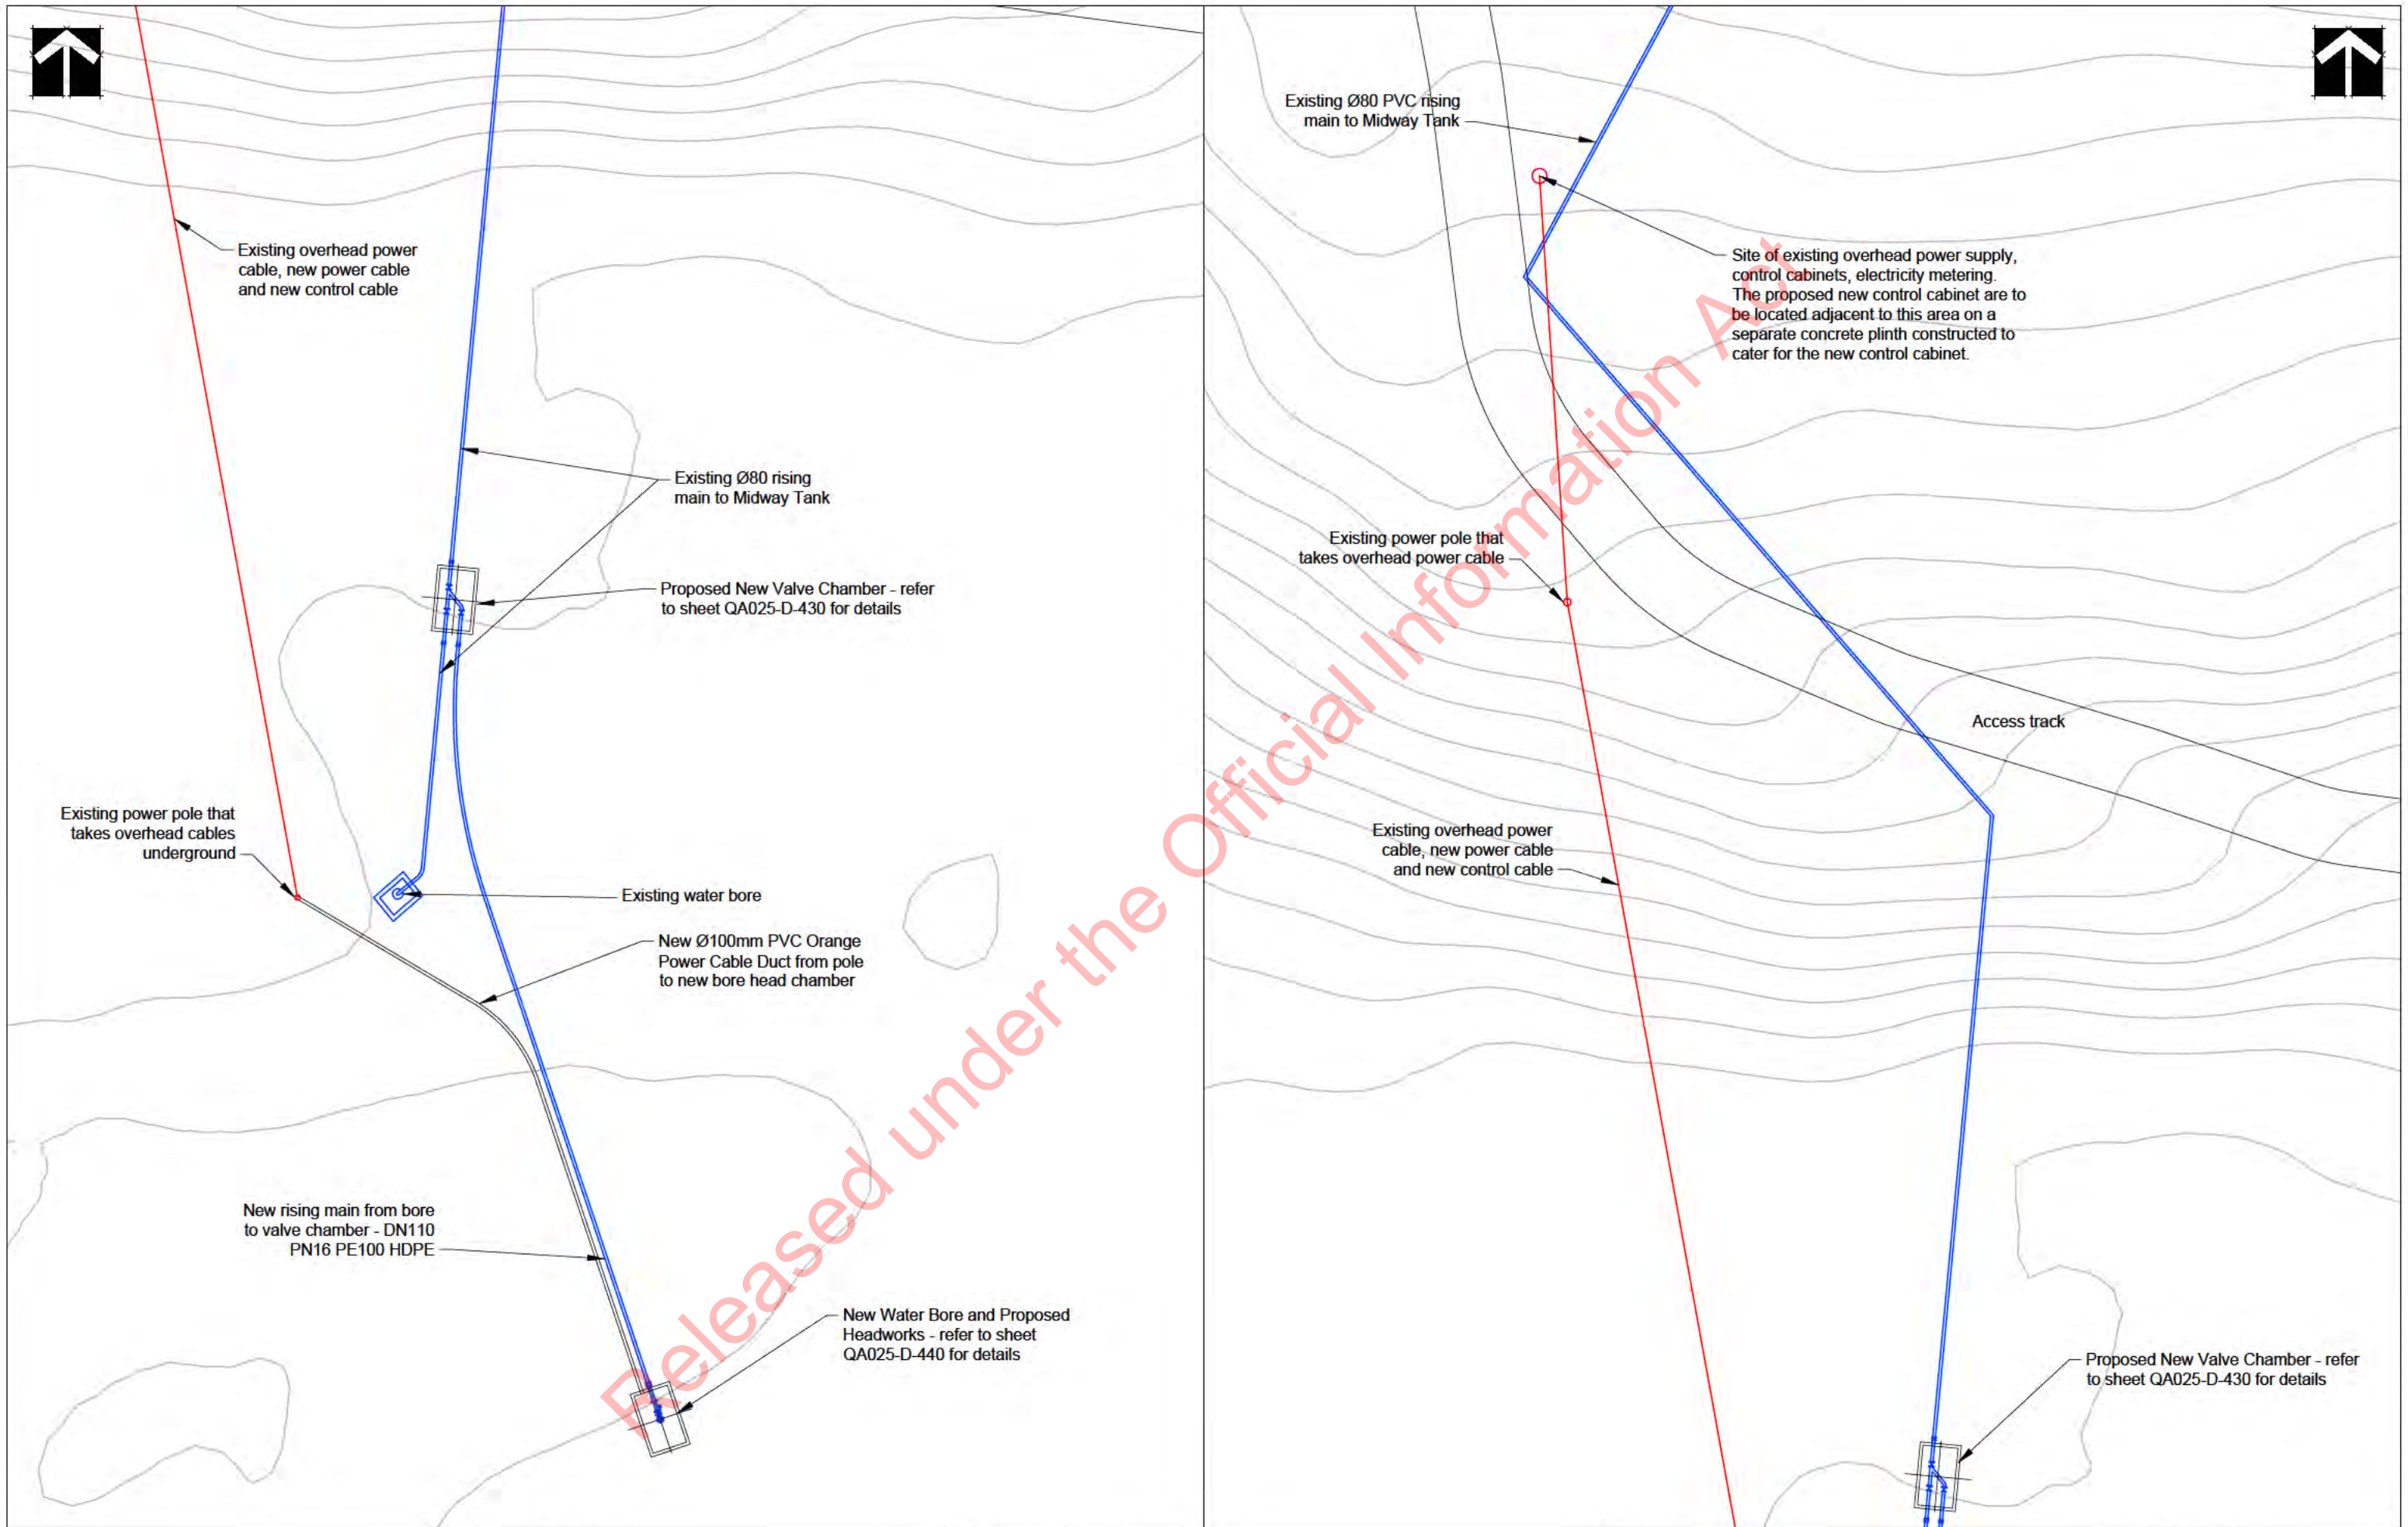 Existing overhead power
cable, new power cable
and new control cable
Existing Ø80 rising
main to Midway Tank
Proposed New Valve Chamber - refer
to sheet QA025-D-430 for details
Existing power pole that
takes overhead cables
underground
Existing water bore
New Ø100mm PVC Orange
Power Cable Duct from pole
to new bore head chamber
New rising main from bore
to valve chamber - DN110
PN16 PE100 HDPE
New Water Bore and Proposed
Headworks - refer to sheet
QA025-D-440 for details
Existing Ø80 PVC rising
main to Midway Tank
Site of existing overhead power supply,
control cabinets, electricity metering.
The proposed new control cabinet are to
be located adjacent to this area on a
separate concrete plinth constructed to
cater for the new control cabinet.
Existing power pole that
takes overhead power cable
Access track
Existing overhead power
cable, new power cable
and new control cable
Proposed New Valve Chamber - refer
to sheet QA025-D-430 for details
Released under the Official Information Act